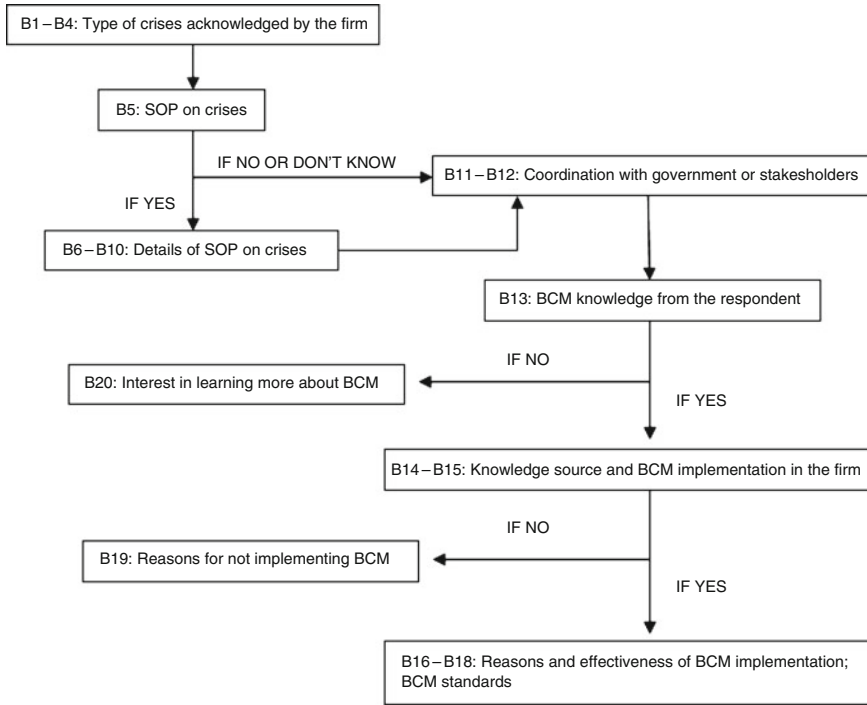 B1–B4: Type of crises acknowledged by the firm
B5: SOP on crises
IF NO OR DON'T KNOW
B11–B12: Coordination with government or stakeholders
IF YES
B6–B10: Details of SOP on crises
B13: BCM knowledge from the respondent
IF NO
B20: Interest in learning more about BCM
IF YES
B14–B15: Knowledge source and BCM implementation in the firm
IF NO
B19: Reasons for not implementing BCM
IF YES
B16–B18: Reasons and effectiveness of BCM implementation;
BCM standards